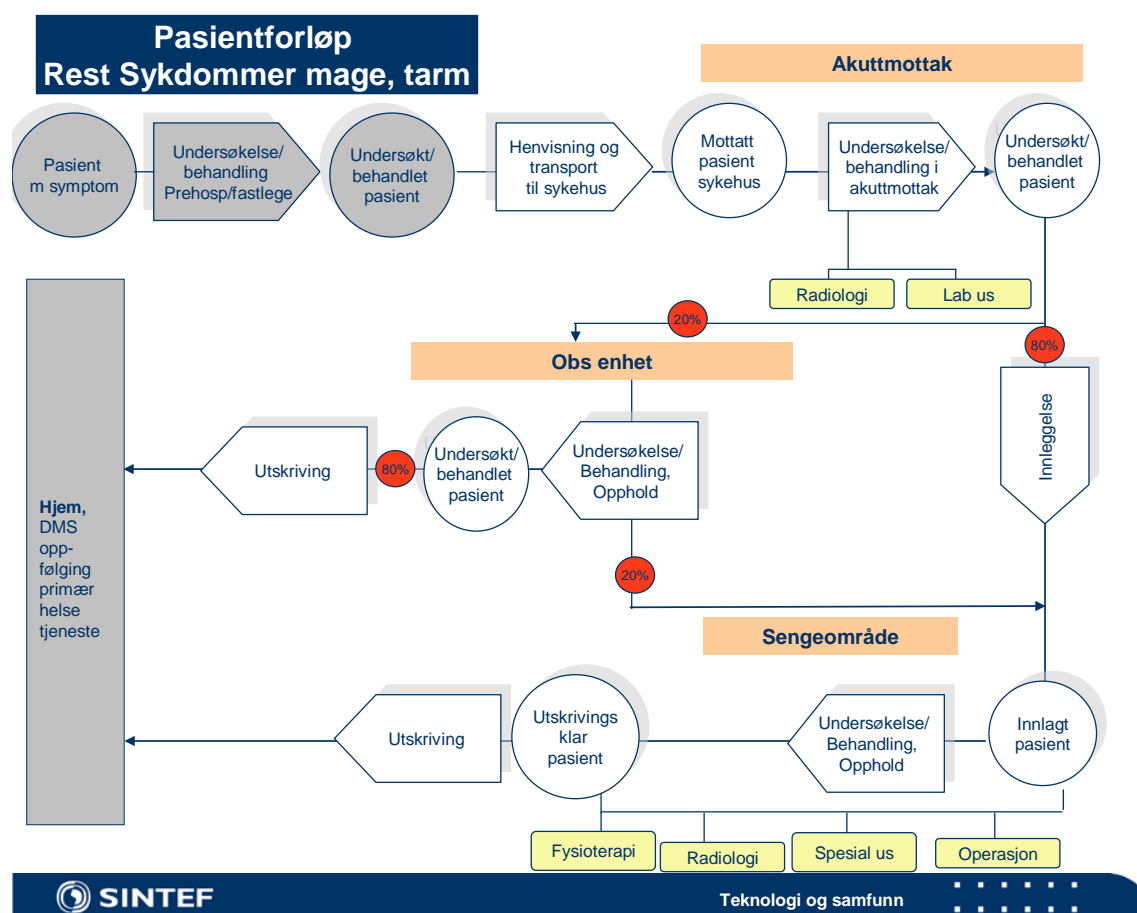 Pasientforløp
Rest Sykdommer mage, tarm
Akuttmottak
Pasient
m symptom
Undersøkelse/
behandling
Prehosp/fastlege
Undersøkt/
behandlet
pasient
Henvisning og
transport
til sykehus
Mottatt
pasient
sykehus
Undersøkelse/
behandling i
akuttmottak
Undersøkt/
behandlet
pasient
Radiologi
Lab us
20%
80%
Obs enhet
Innleggelse
Utskriving
80%
Undersøkt/
behandlet
pasient
Undersøkelse/
Behandling,
Opphold
Hjem,
DMS
opp-
følging
primær
helse
tjeneste
20%
Sengeområde
Utskriving
Utskrivings
klar
pasient
Undersøkelse/
Behandling,
Opphold
Innlagt
pasient
Fysioterapi
Radiologi
Spesial us
Operasjon
SINTEF
Teknologi og samfunn